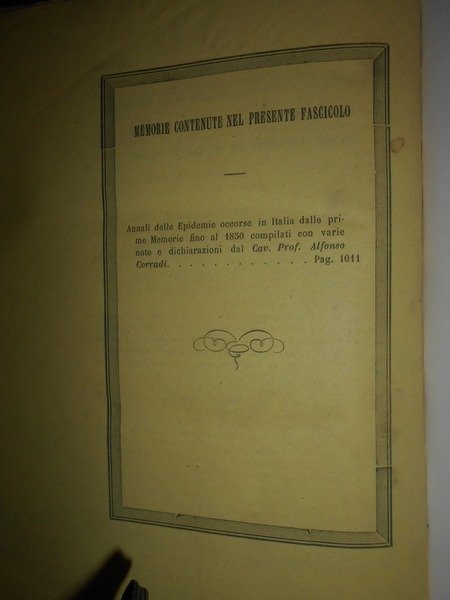 MEMORIE CONTENUTE NEL PRESENTE FASCICOLO
Annali delle Epidemie occorse in Italia dalle pri-
me Memorie fino al 1850 compilati con varie
note e dichiarazioni dal Cav. Prof. Alfonso
Corradi. . . . . . . . . . . . . Pag. 1011